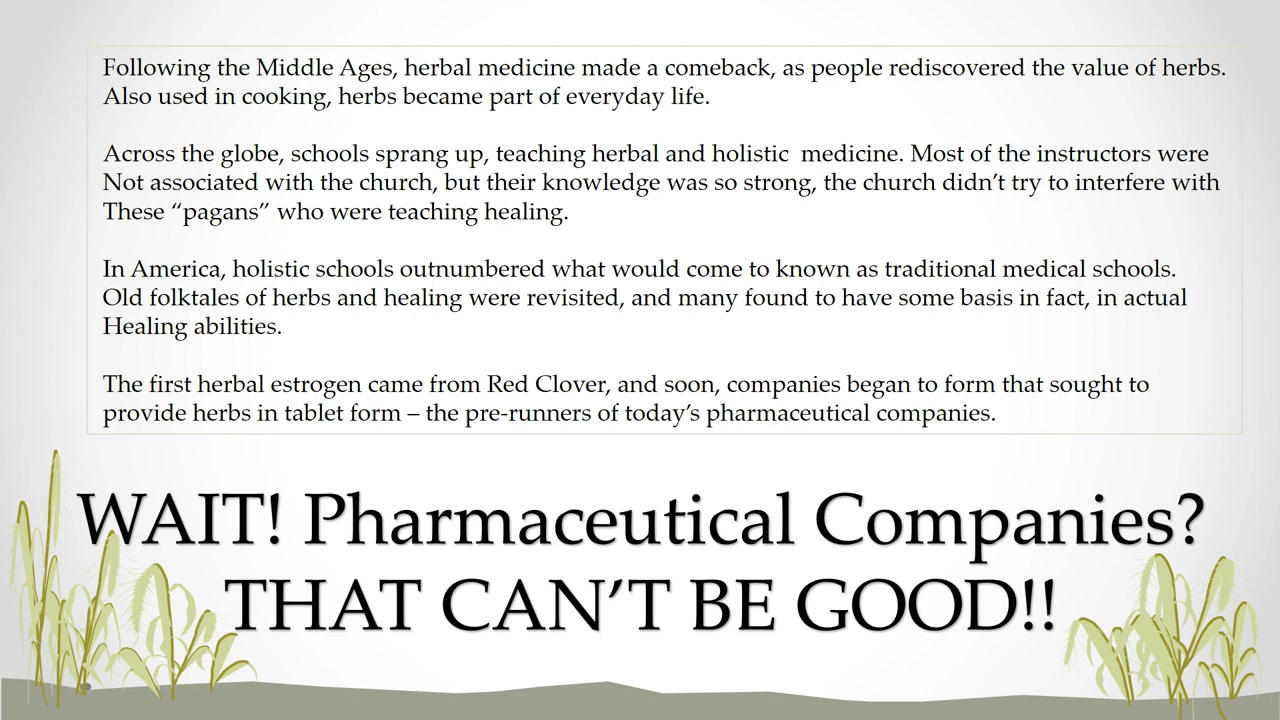 Following the Middle Ages, herbal medicine made a comeback, as people rediscovered the value of herbs.
Also used in cooking, herbs became part of everyday life.
Across the globe, schools sprang up, teaching herbal and holistic  medicine. Most of the instructors were
Not associated with the church, but their knowledge was so strong, the church didn’t try to interfere with
These “pagans” who were teaching healing.
In America, holistic schools outnumbered what would come to known as traditional medical schools.
Old folktales of herbs and healing were revisited, and many found to have some basis in fact, in actual
Healing abilities.
The first herbal estrogen came from Red Clover, and soon, companies began to form that sought to
provide herbs in tablet form – the pre-runners of today’s pharmaceutical companies.
WAIT! Pharmaceutical Companies?
THAT CAN’T BE GOOD!!